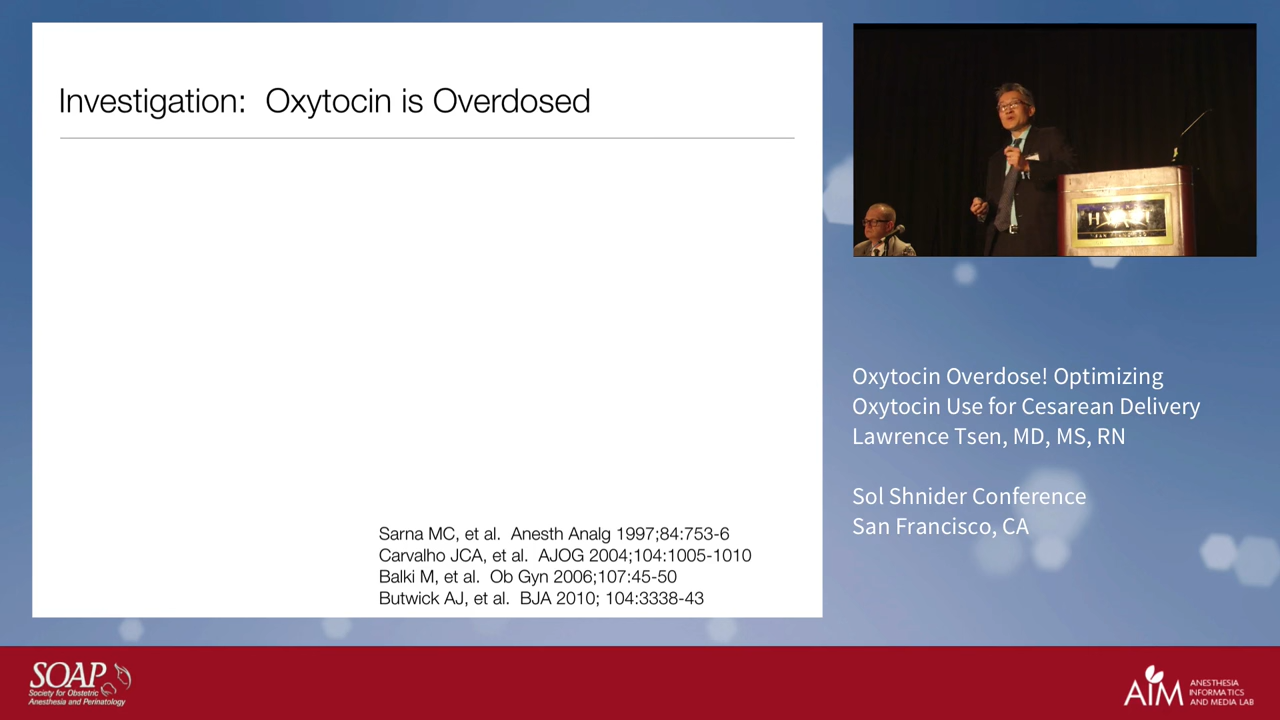 Investigation: Oxytocin is Overdosed
Sarna MC, et al. Anesth Analg 1997;84:753-6
Carvalho JCA, et al. AJOG 2004;104:1005-1010
Balki M, et al. Ob Gyn 2006;107:45-50
Butwick AJ, et al. BJA 2010; 104:3338-43
Oxytocin Overdose! Optimizing
Oxytocin Use for Cesarean Delivery
Lawrence Tsen, MD, MS, RN
Sol Shnider Conference
San Francisco, CA
SOAP
Society for Obstetric
Anesthesia and Perinatology
AIM
ANESTHESIA
INFORMATICS
AND MEDIA LAB